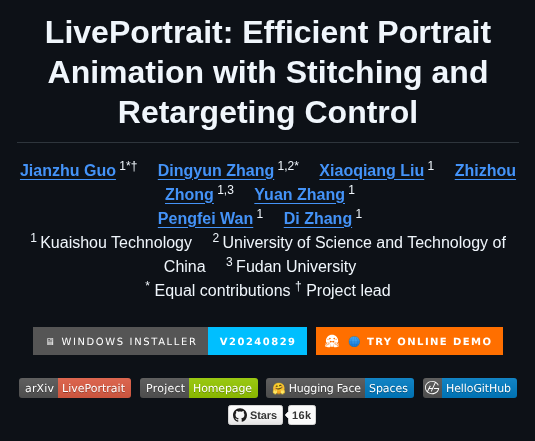 LivePortrait: Efficient Portrait
Animation with Stitching and
Retargeting Control
Jianzhu Guo 1*† Dingyun Zhang 1,2* Xiaoqiang Liu 1 Zhizhou
Zhong 1,3 Yuan Zhang 1
Pengfei Wan 1 Di Zhang 1
1 Kuaishou Technology 2 University of Science and Technology of
China 3 Fudan University
* Equal contributions † Project lead
WINDOWS INSTALLER V20240829 TRY ONLINE DEMO
arXiv LivePortrait Project Homepage Hugging Face Spaces HelloGitHub
Stars 16k